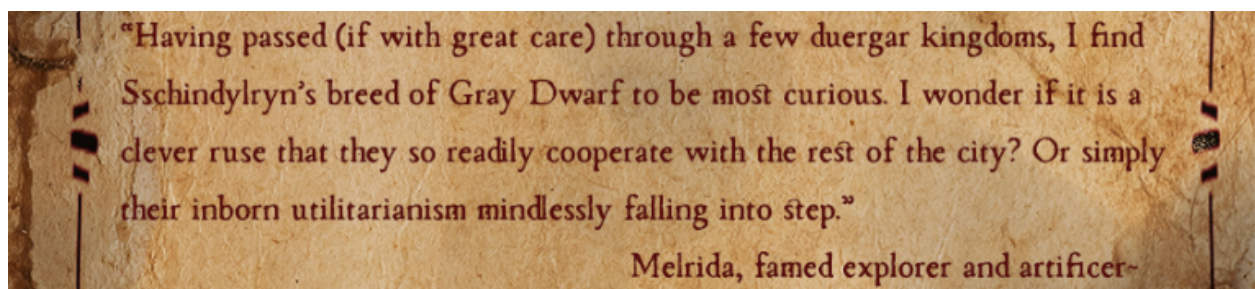 “Having passed (if with great care) through a few duergar kingdoms, I find
Sschindylryn’s breed of Gray Dwarf to be most curious. I wonder if it is a
clever ruse that they so readily cooperate with the rest of the city? Or simply
their inborn utilitarianism mindlessly falling into step.”
Melrida, famed explorer and artificer~